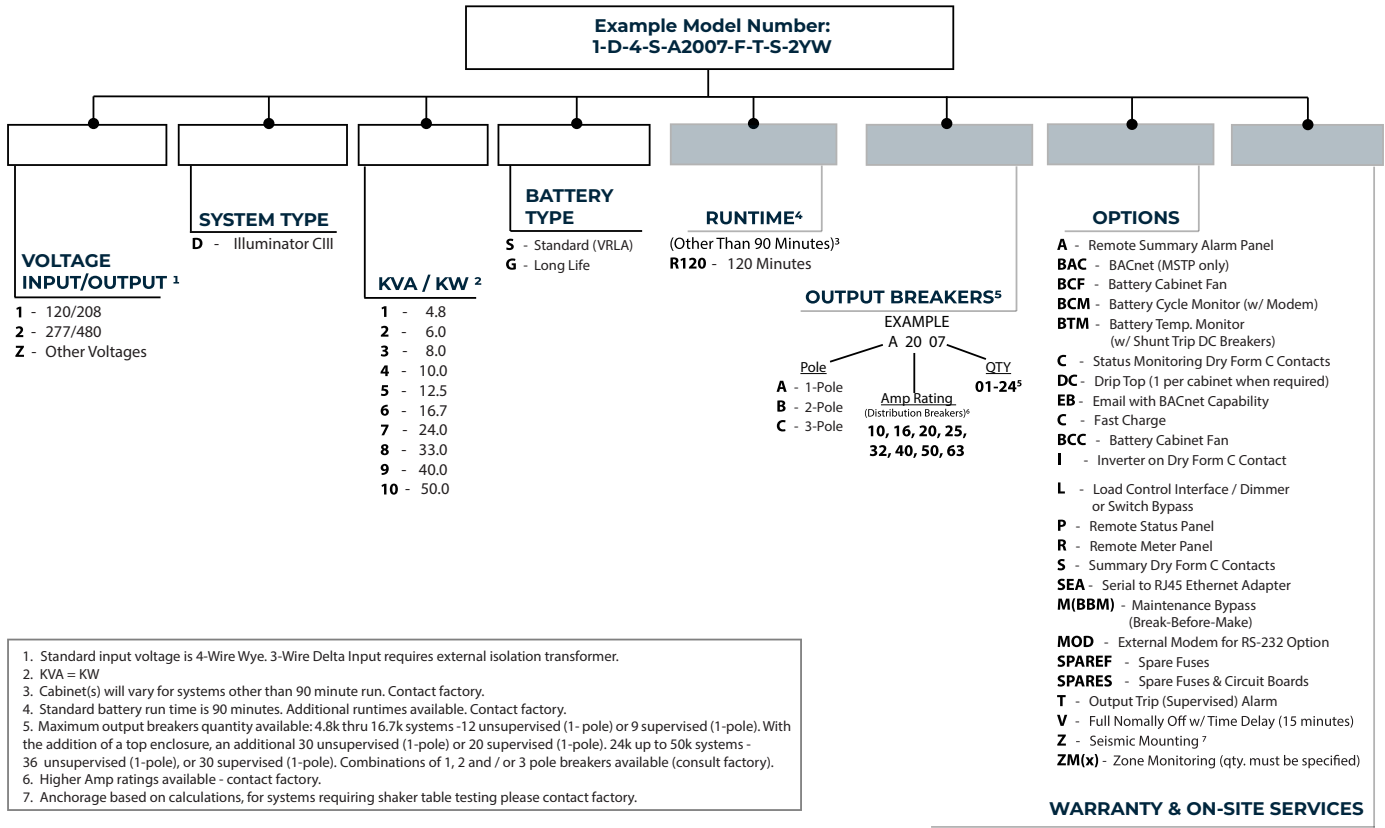 Example Model Number:
1-D-4-S-A2007-F-T-S-2YW
VOLTAGE
INPUT/OUTPUT ¹
1 - 120/208
2 - 277/480
Z - Other Voltages
SYSTEM TYPE
D - Illuminator CIII
KVA / KW ²
1 - 4.8
2 - 6.0
3 - 8.0
4 - 10.0
5 - 12.5
6 - 16.7
7 - 24.0
8 - 33.0
9 - 40.0
10 - 50.0
BATTERY
TYPE
S - Standard (VRLA)
G - Long Life
RUNTIME⁴
(Other Than 90 Minutes)³
R120 - 120 Minutes
OUTPUT BREAKERS⁵
EXAMPLE
A 20 07
Pole
A - 1-Pole
B - 2-Pole
C - 3-Pole
Amp Rating
(Distribution Breakers)⁶
10, 16, 20, 25,
32, 40, 50, 63
QTY
01-24⁵
OPTIONS
A - Remote Summary Alarm Panel
BAC - BACnet (MSTP only)
BCF - Battery Cabinet Fan
BCM - Battery Cycle Monitor (w/ Modem)
BTM - Battery Temp. Monitor
(w/ Shunt Trip DC Breakers)
C - Status Monitoring Dry Form C Contacts
DC - Drip Top (1 per cabinet when required)
EB - Email with BACnet Capability
C - Fast Charge
BCC - Battery Cabinet Fan
I - Inverter on Dry Form C Contact
L - Load Control Interface / Dimmer
or Switch Bypass
P - Remote Status Panel
R - Remote Meter Panel
S - Summary Dry Form C Contacts
SEA - Serial to RJ45 Ethernet Adapter
M(BBM) - Maintenance Bypass
(Break-Before-Make)
MOD - External Modem for RS-232 Option
SPAREF - Spare Fuses
SPARES - Spare Fuses & Circuit Boards
T - Output Trip (Supervised) Alarm
V - Full Nomally Off w/ Time Delay (15 minutes)
Z - Seismic Mounting ⁷
ZM(x) - Zone Monitoring (qty. must be specified)
WARRANTY & ON-SITE SERVICES
1. Standard input voltage is 4-Wire Wye. 3-Wire Delta Input requires external isolation transformer.
2. KVA = KW
3. Cabinet(s) will vary for systems other than 90 minute run. Contact factory.
4. Standard battery run time is 90 minutes. Additional runtimes available. Contact factory.
5. Maximum output breakers quantity available: 4.8k thru 16.7k systems -12 unsupervised (1- pole) or 9 supervised (1-pole). With
the addition of a top enclosure, an additional 30 unsupervised (1-pole) or 20 supervised (1-pole). 24k up to 50k systems -
36 unsupervised (1-pole), or 30 supervised (1-pole). Combinations of 1, 2 and / or 3 pole breakers available (consult factory).
6. Higher Amp ratings available - contact factory.
7. Anchorage based on calculations, for systems requiring shaker table testing please contact factory.